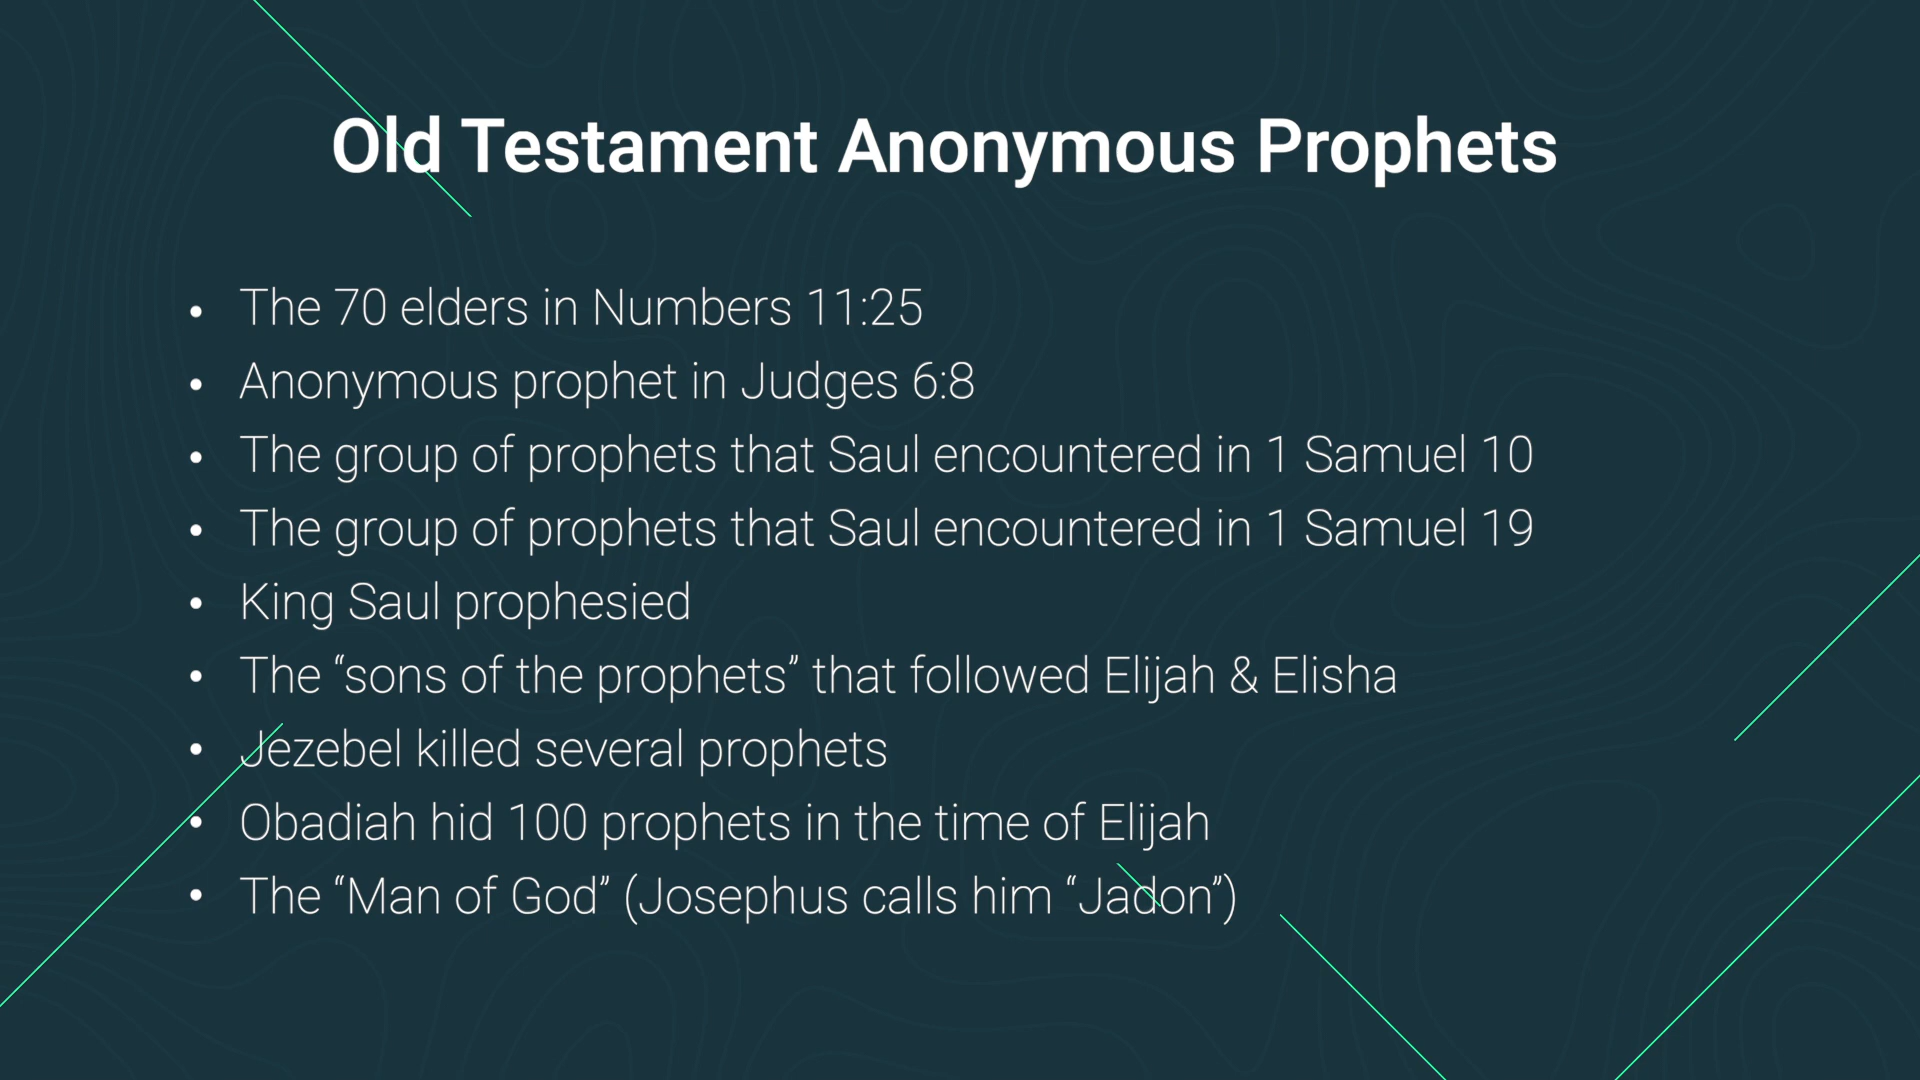 Old Testament Anonymous Prophets
• The 70 elders in Numbers 11:25
• Anonymous prophet in Judges 6:8
• The group of prophets that Saul encountered in 1 Samuel 10
• The group of prophets that Saul encountered in 1 Samuel 19
• King Saul prophesied
• The “sons of the prophets” that followed Elijah & Elisha
• Jezebel killed several prophets
• Obadiah hid 100 prophets in the time of Elijah
• The “Man of God” (Josephus calls him “Jadon”)